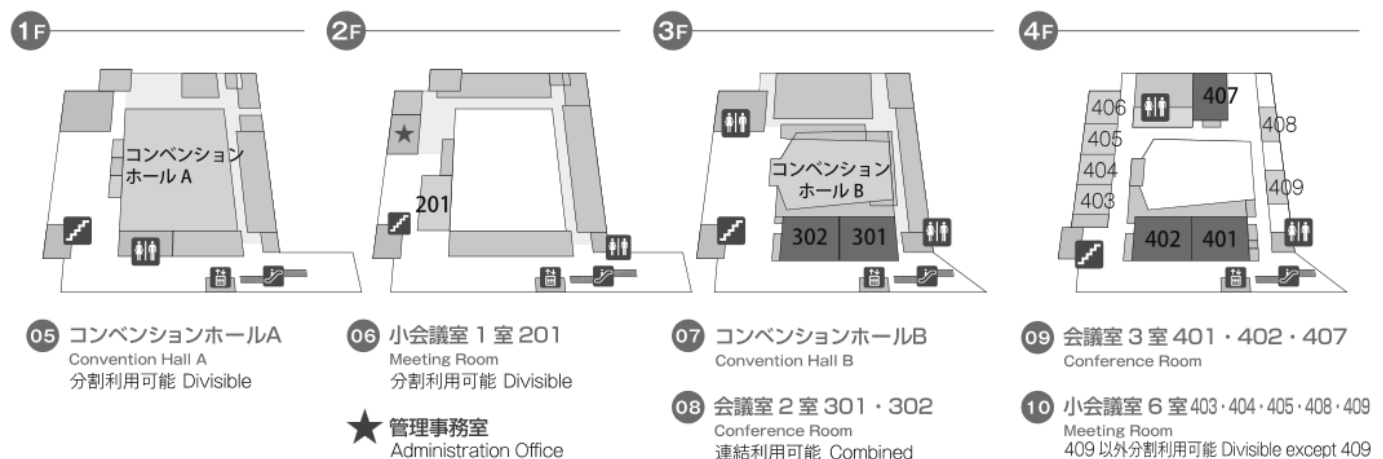 1F
2F
3F
4F
コンベンション
ホール A
201
コンベンション
ホール B
302
301
406
405
404
403
407
408
409
402
401
05 コンベンションホールA
Convention Hall A
分割利用可能 Divisible
06 小会議室 1 室 201
Meeting Room
分割利用可能 Divisible
★ 管理事務室
Administration Office
07 コンベンションホールB
Convention Hall B
08 会議室 2 室 301・302
Conference Room
連結利用可能 Combined
09 会議室 3 室 401・402・407
Conference Room
10 小会議室 6 室 403・404・405・408・409
Meeting Room
409 以外分割利用可能 Divisible except 409